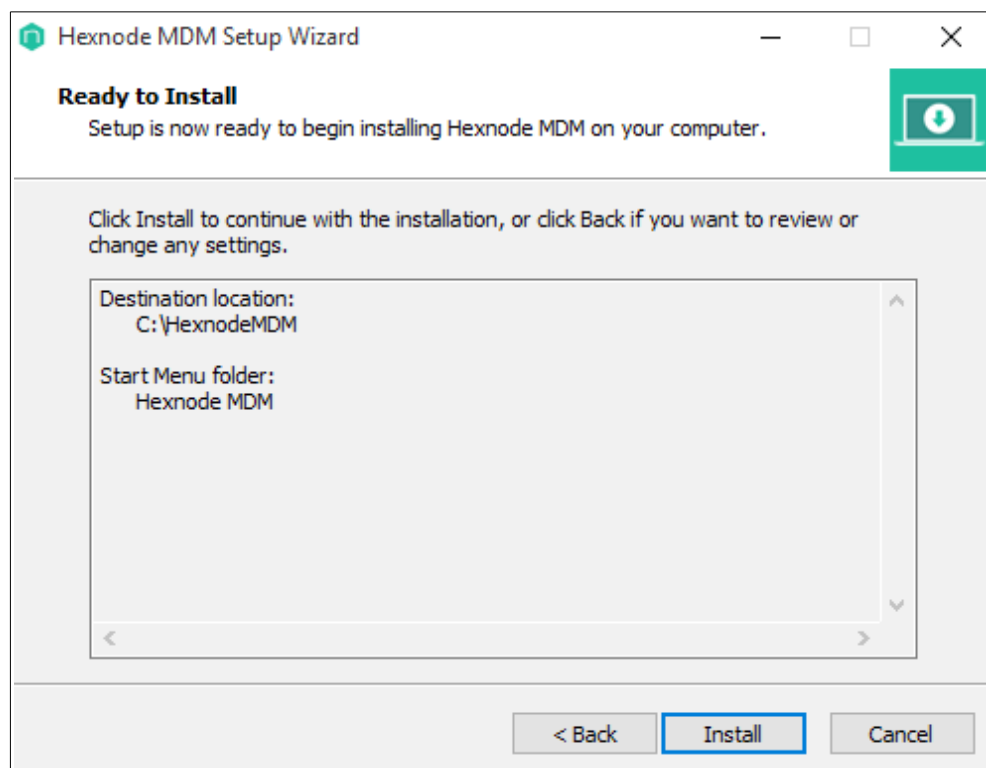 Hexnode MDM Setup Wizard
Ready to Install
Setup is now ready to begin installing Hexnode MDM on your computer.
Click Install to continue with the installation, or click Back if you want to review or
change any settings.
Destination location:
C:\HexnodeMDM
Start Menu folder:
Hexnode MDM
< Back
Install
Cancel